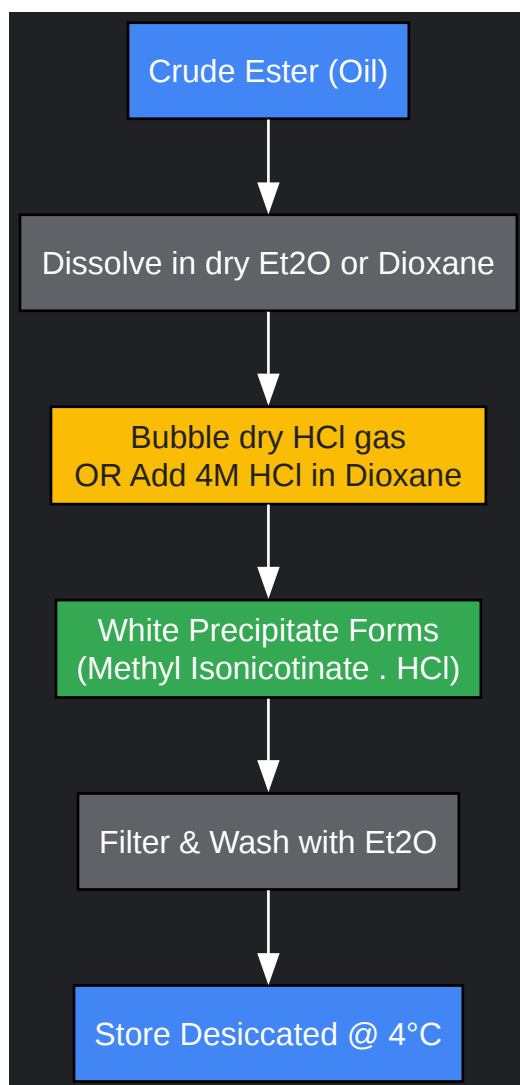 Crude Ester (Oil)
Dissolve in dry Et2O or Dioxane
Bubble dry HCl gas
OR Add 4M HCl in Dioxane
White Precipitate Forms
(Methyl Isonicotinate . HCl)
Filter & Wash with Et2O
Store Desiccated @ 4°C